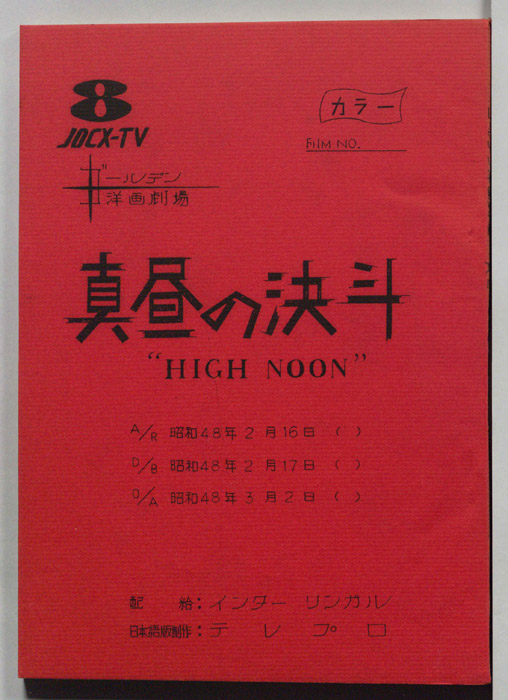 8
JOCX-TV
カラー
FILM NO.
ゴールデン
洋画劇場
真昼の決斗
“HIGH NOON”
A/R 昭和48年2月16日 ( )
D/B 昭和48年2月17日 ( )
O/A 昭和48年3月2日 ( )
配 給：インターリンガル
日本語版制作：テレプロ